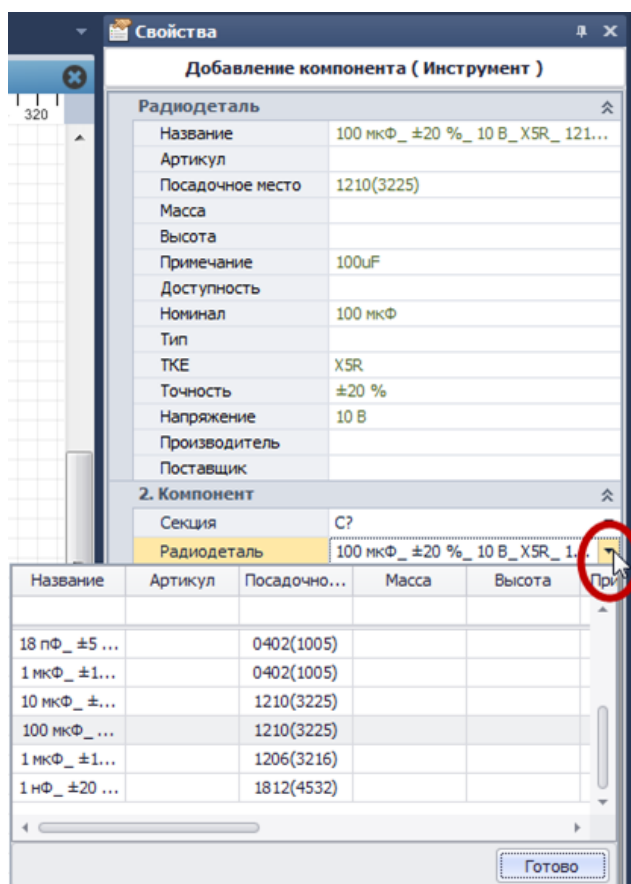 Свойства
Добавление компонента ( Инструмент )
320
Радиодеталь
Название 100 мкФ_ ±20 %_ 10 В_X5R_ 121...
Артикул
Посадочное место 1210(3225)
Масса
Высота
Примечание 100uF
Доступность
Номинал 100 мкФ
Тип
ТКЕ X5R
Точность ±20 %
Напряжение 10 В
Производитель
Поставщик
2. Компонент
Секция C?
Радиодеталь 100 мкФ_ ±20 %_ 10 В_X5R_ 1...
Название Артикул Посадочно... Масса Высота При
18 пФ_ ±5 ... 0402(1005)
1 мкФ_ ±1... 0402(1005)
10 мкФ_ ±... 1210(3225)
100 мкФ_ ... 1210(3225)
1 мкФ_ ±1... 1206(3216)
1 нФ_ ±20 ... 1812(4532)
Готово